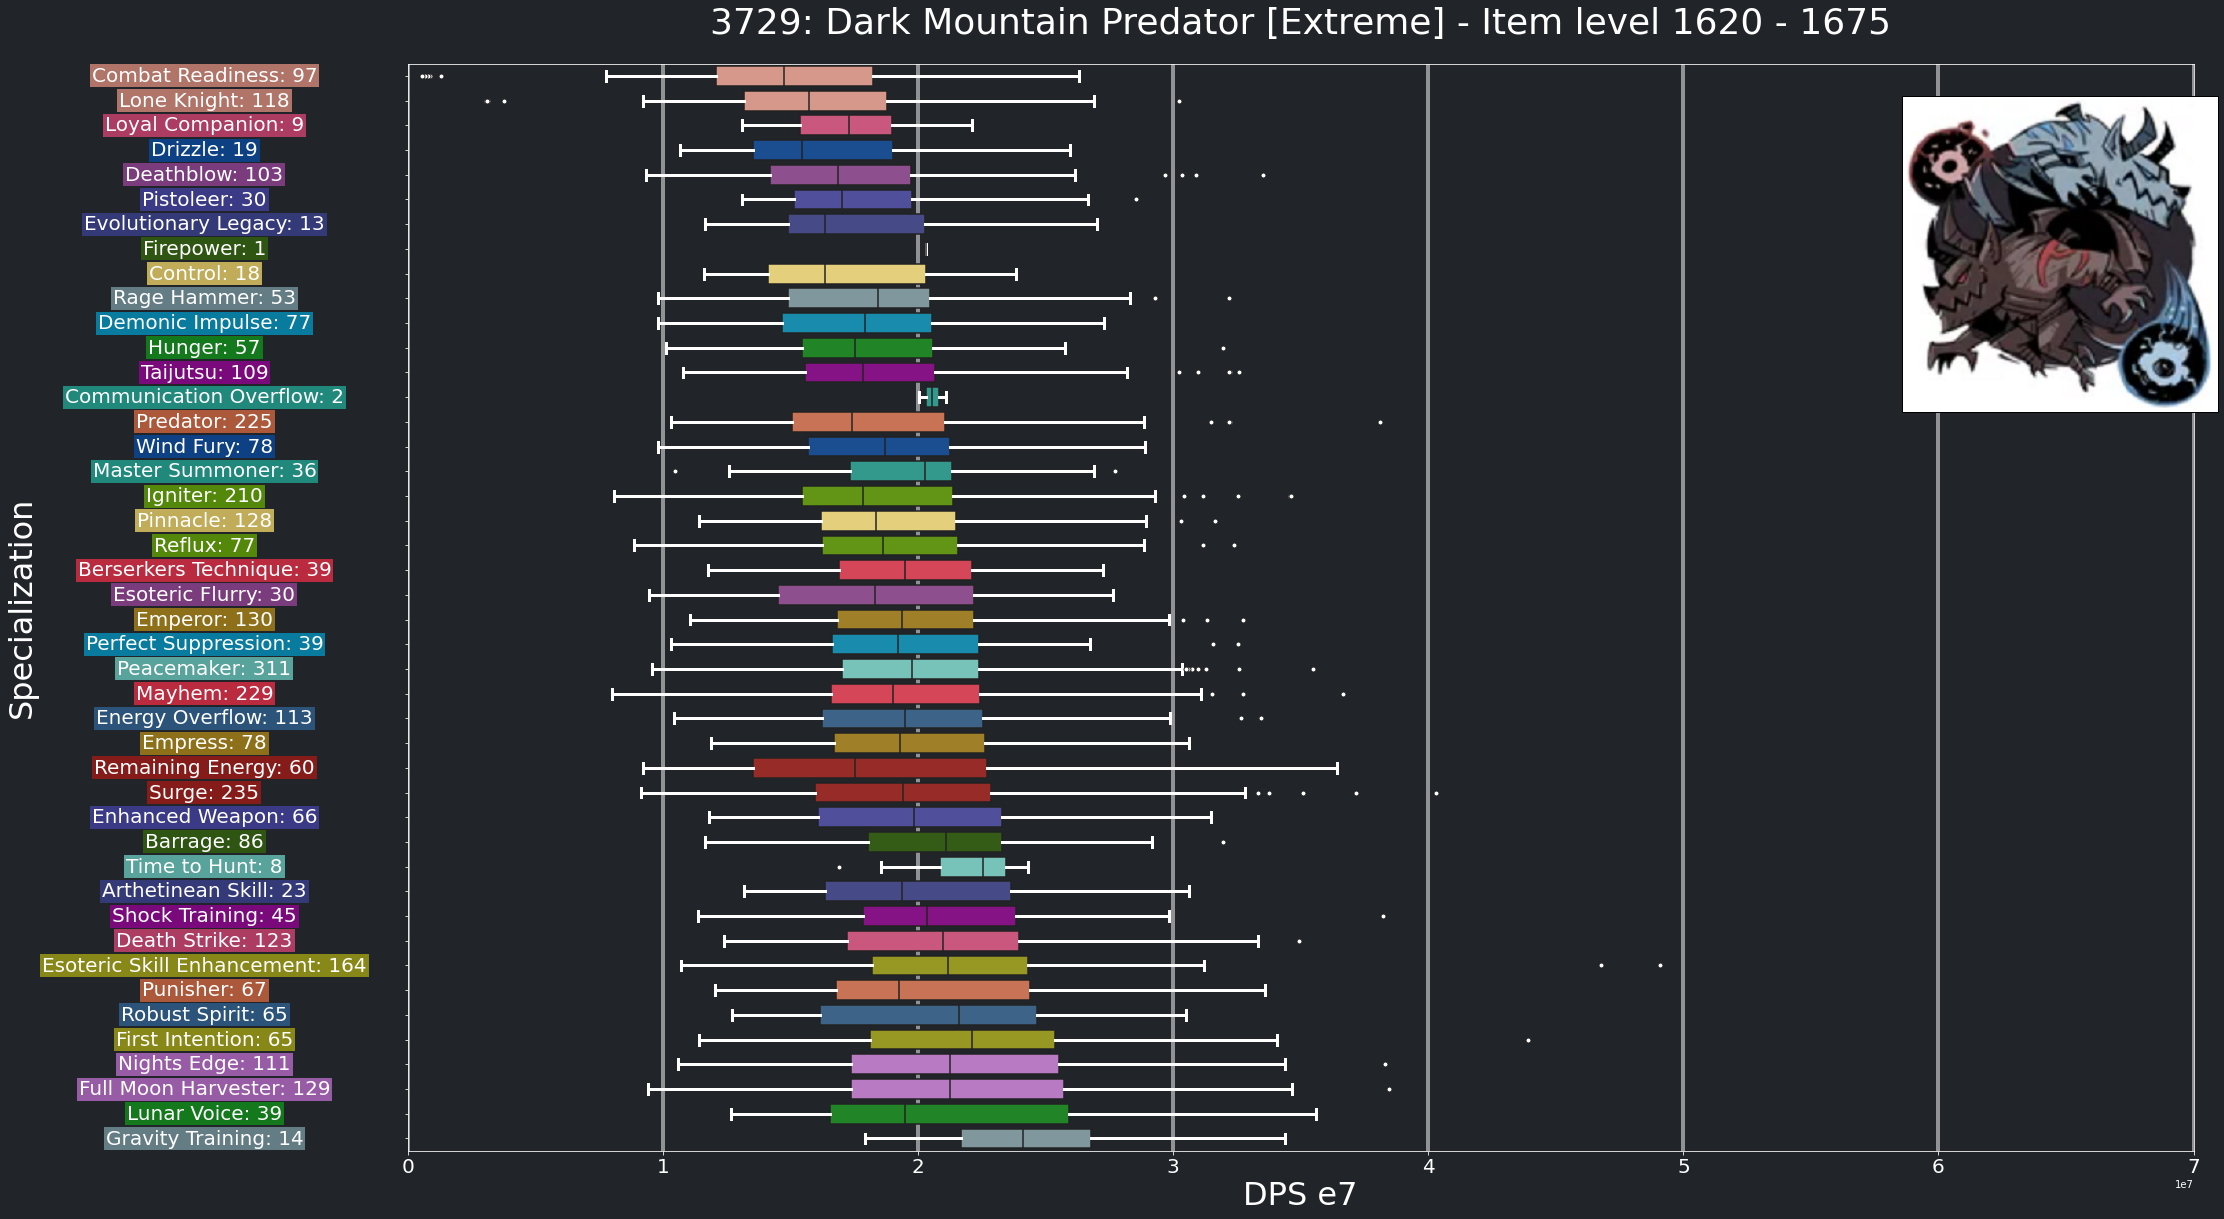 3729: Dark Mountain Predator [Extreme] - Item level 1620 - 1675
Specialization
Combat Readiness: 97
Lone Knight: 118
Loyal Companion: 9
Drizzle: 19
Deathblow: 103
Pistoleer: 30
Evolutionary Legacy: 13
Firepower: 1
Control: 18
Rage Hammer: 53
Demonic Impulse: 77
Hunger: 57
Taijutsu: 109
Communication Overflow: 2
Predator: 225
Wind Fury: 78
Master Summoner: 36
Igniter: 210
Pinnacle: 128
Reflux: 77
Berserkers Technique: 39
Esoteric Flurry: 30
Emperor: 130
Perfect Suppression: 39
Peacemaker: 311
Mayhem: 229
Energy Overflow: 113
Empress: 78
Remaining Energy: 60
Surge: 235
Enhanced Weapon: 66
Barrage: 86
Time to Hunt: 8
Arthetinean Skill: 23
Shock Training: 45
Death Strike: 123
Esoteric Skill Enhancement: 164
Punisher: 67
Robust Spirit: 65
First Intention: 65
Nights Edge: 111
Full Moon Harvester: 129
Lunar Voice: 39
Gravity Training: 14
0 1 2 3 4 5 6 7
1e7
DPS e7